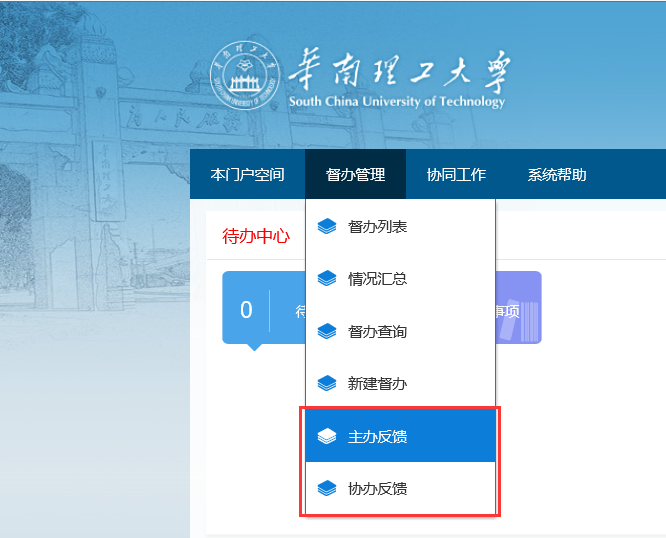 華南理工大學
South China University of Technology
本门户空间 督办管理 协同工作 系统帮助
待办中心
督办列表
情况汇总
0 待 事项
督办查询
新建督办
主办反馈
协办反馈